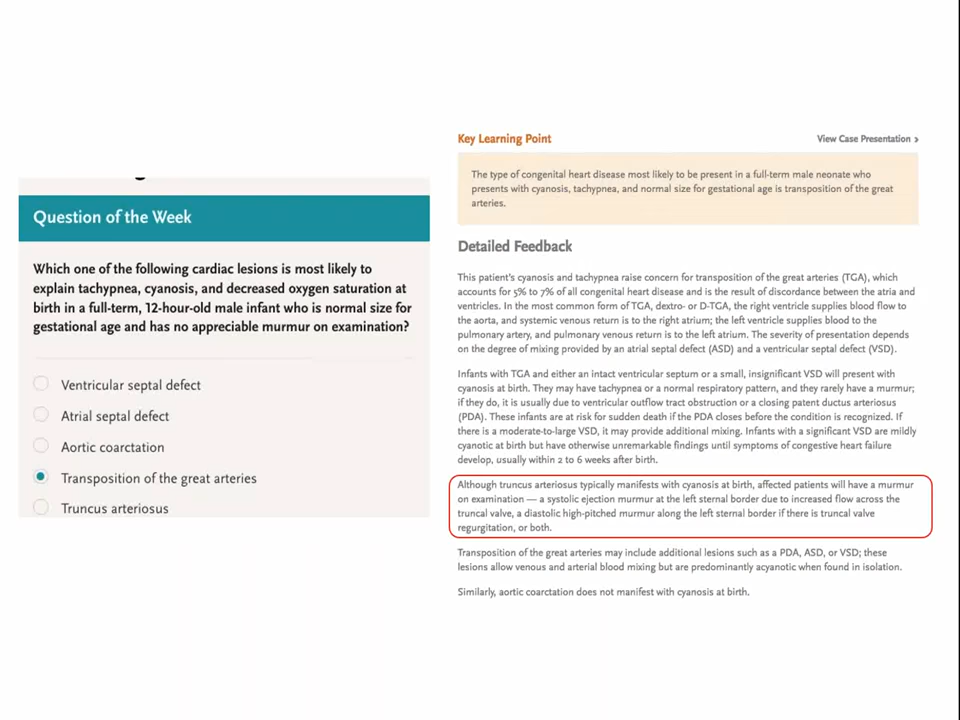 Question of the Week
Which one of the following cardiac lesions is most likely to
explain tachypnea, cyanosis, and decreased oxygen saturation at
birth in a full-term, 12-hour-old male infant who is normal size for
gestational age and has no appreciable murmur on examination?
Ventricular septal defect
Atrial septal defect
Aortic coarctation
Transposition of the great arteries
Truncus arteriosus
Key Learning Point
View Case Presentation ›
The type of congenital heart disease most likely to be present in a full-term male neonate who
presents with cyanosis, tachypnea, and normal size for gestational age is transposition of the great
arteries.
Detailed Feedback
This patient's cyanosis and tachypnea raise concern for transposition of the great arteries (TGA), which
accounts for 5% to 7% of all congenital heart disease and is the result of discordance between the atria and
ventricles. In the most common form of TGA, dextro- or D-TGA, the right ventricle supplies blood flow to
the aorta, and systemic venous return is to the right atrium; the left ventricle supplies blood to the
pulmonary artery, and pulmonary venous return is to the left atrium. The severity of presentation depends
on the degree of mixing provided by an atrial septal defect (ASD) and a ventricular septal defect (VSD).
Infants with TGA and either an intact ventricular septum or a small, insignificant VSD will present with
cyanosis at birth. They may have tachypnea or a normal respiratory pattern, and they rarely have a murmur;
if they do, it is usually due to ventricular outflow tract obstruction or a closing patent ductus arteriosus
(PDA). These infants are at risk for sudden death if the PDA closes before the condition is recognized. If
there is a moderate-to-large VSD, it may provide additional mixing. Infants with a significant VSD are mildly
cyanotic at birth but have otherwise unremarkable findings until symptoms of congestive heart failure
develop, usually within 2 to 6 weeks after birth.
Although truncus arteriosus typically manifests with cyanosis at birth, affected patients will have a murmur
on examination — a systolic ejection murmur at the left sternal border due to increased flow across the
truncal valve, a diastolic high-pitched murmur along the left sternal border if there is truncal valve
regurgitation, or both.
Transposition of the great arteries may include additional lesions such as a PDA, ASD, or VSD; these
lesions allow venous and arterial blood mixing but are predominantly acyanotic when found in isolation.
Similarly, aortic coarctation does not manifest with cyanosis at birth.